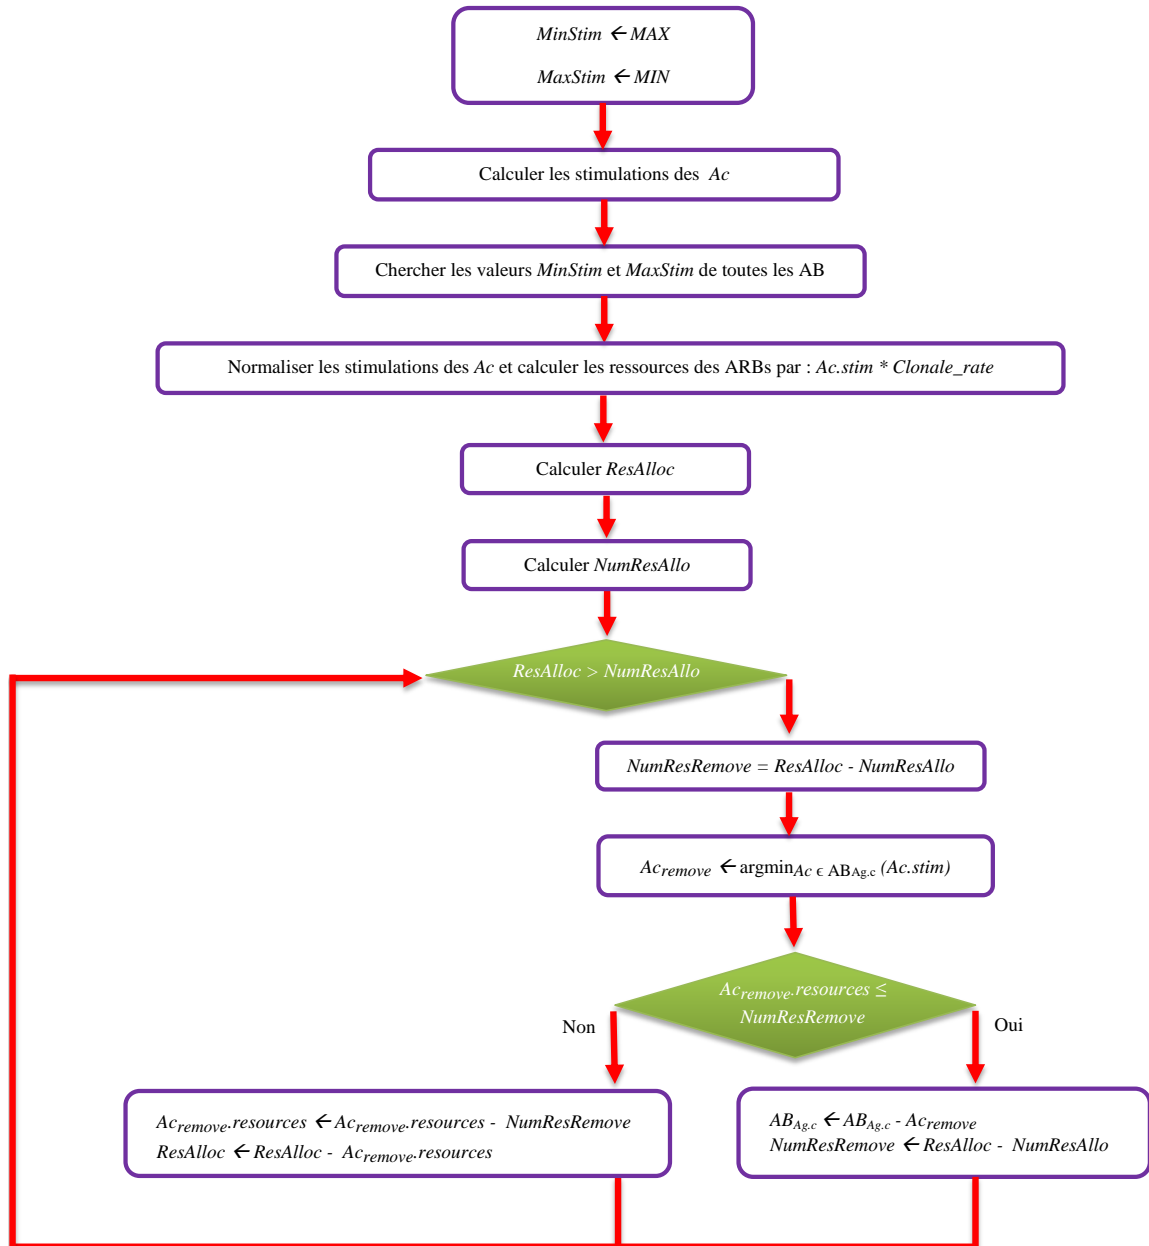 MinStim ← MAX
MaxStim ← MIN
Calculer les stimulations des Ac
Chercher les valeurs MinStim et MaxStim de toutes les AB
Normaliser les stimulations des Ac et calculer les ressources des ARBs par : Ac.stim * Clonale_rate
Calculer ResAlloc
Calculer NumResAllo
ResAlloc > NumResAllo
NumResRemove = ResAlloc - NumResAllo
Acremove ← argminAc ϵ ABAg.c (Ac.stim)
Acremove.resources ≤
NumResRemove
Non
Oui
Acremove.resources ← Acremove.resources - NumResRemove
ResAlloc ← ResAlloc - Acremove.resources
ABAg.c ← ABAg.c - Acremove
NumResRemove ← ResAlloc - NumResAllo